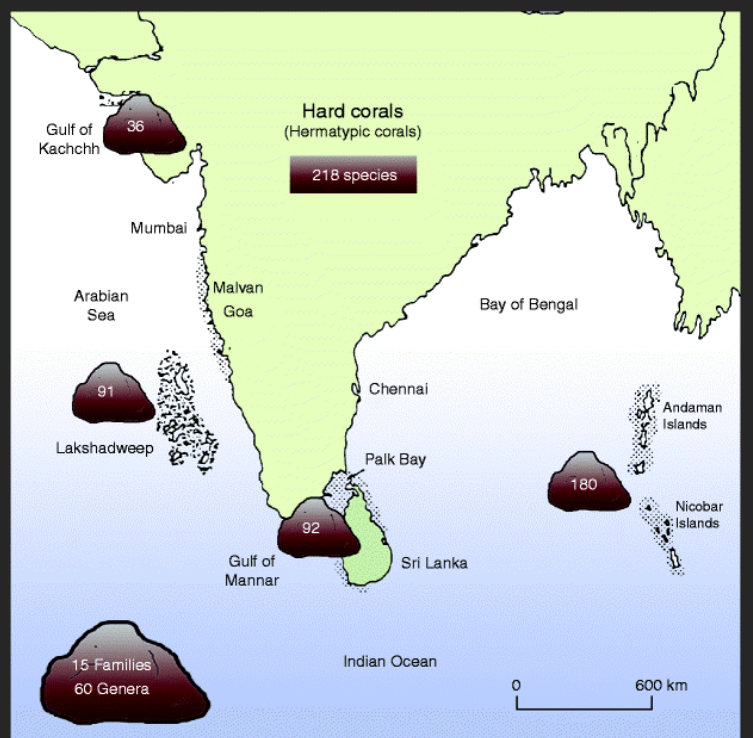 Hard corals
(Hermatypic corals)
218 species
36
Gulf of
Kachchh
Mumbai
Malvan
Goa
Arabian
Sea
Bay of Bengal
91
Lakshadweep
Chennai
Andaman
Islands
Palk Bay
180
Nicobar
Islands
92
Gulf of
Mannar
Sri Lanka
15 Families
60 Genera
Indian Ocean
0
600 km